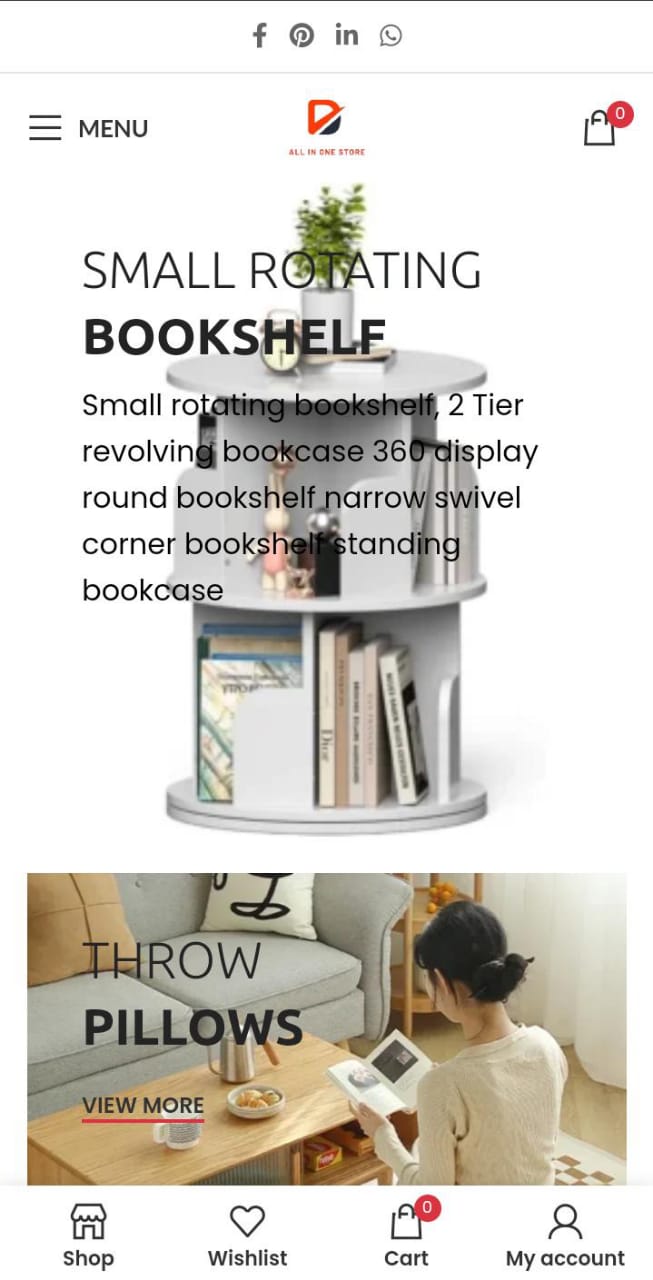 MENU
ALL IN ONE STORE
0
SMALL ROTATING
BOOKSHELF
Small rotating bookshelf, 2 Tier
revolving bookcase 360 display
round bookshelf narrow swivel
corner bookshelf standing
bookcase
Dior
THROW
PILLOWS
VIEW MORE
0
Shop
Wishlist
Cart
My account